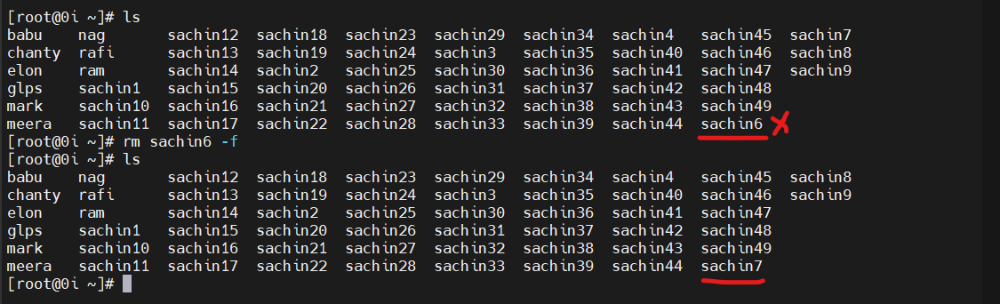 [root@0i ~]# ls
babu    nag       sachin12  sachin18  sachin23  sachin29  sachin34  sachin4   sachin45  sachin7
chanty  rafi      sachin13  sachin19  sachin24  sachin3   sachin35  sachin40  sachin46  sachin8
elon    ram       sachin14  sachin2   sachin25  sachin30  sachin36  sachin41  sachin47  sachin9
glps    sachin1   sachin15  sachin20  sachin26  sachin31  sachin37  sachin42  sachin48
mark    sachin10  sachin16  sachin21  sachin27  sachin32  sachin38  sachin43  sachin49
meera   sachin11  sachin17  sachin22  sachin28  sachin33  sachin39  sachin44  sachin6
[root@0i ~]# rm sachin6 -f
[root@0i ~]# ls
babu    nag       sachin12  sachin18  sachin23  sachin29  sachin34  sachin4   sachin45  sachin8
chanty  rafi      sachin13  sachin19  sachin24  sachin3   sachin35  sachin40  sachin46  sachin9
elon    ram       sachin14  sachin2   sachin25  sachin30  sachin36  sachin41  sachin47
glps    sachin1   sachin15  sachin20  sachin26  sachin31  sachin37  sachin42  sachin48
mark    sachin10  sachin16  sachin21  sachin27  sachin32  sachin38  sachin43  sachin49
meera   sachin11  sachin17  sachin22  sachin28  sachin33  sachin39  sachin44  sachin7
[root@0i ~]#